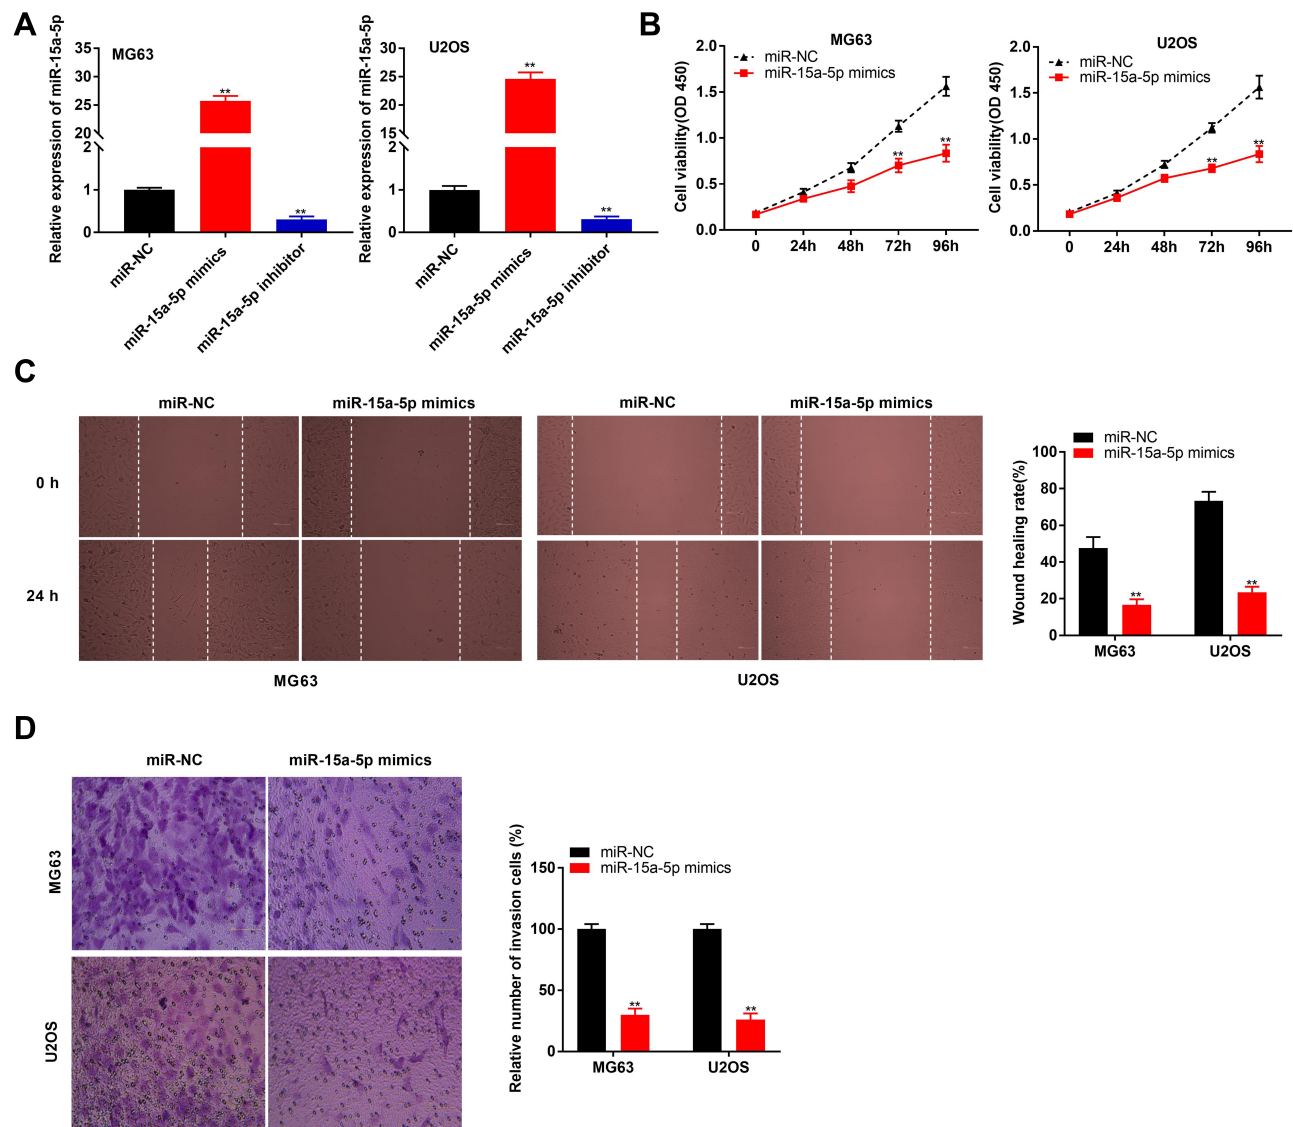 A
MG63
Relative expression of miR-15a-5p
35
30
25
20
2
1
0
**
**
miR-NC
miR-15a-5p mimics
miR-15a-5p inhibitor
U2OS
Relative expression of miR-15a-5p
30
25
20
15
2
1
0
**
**
miR-NC
miR-15a-5p mimics
miR-15a-5p inhibitor
B
MG63
miR-NC
miR-15a-5p mimics
Cell viability(OD 450)
2.0
1.5
1.0
0.5
0.0
**
**
0 24h 48h 72h 96h
U2OS
miR-NC
miR-15a-5p mimics
Cell viability(OD 450)
2.0
1.5
1.0
0.5
0.0
**
**
0 24h 48h 72h 96h
C
miR-NC miR-15a-5p mimics miR-NC miR-15a-5p mimics
0 h
24 h
MG63 U2OS
miR-NC
miR-15a-5p mimics
Wound healing rate(%)
100
80
60
40
20
0
**
**
MG63 U2OS
D
miR-NC miR-15a-5p mimics
MG63
U2OS
miR-NC
miR-15a-5p mimics
Relative number of invasion cells (%)
150
100
50
0
**
**
MG63 U2OS